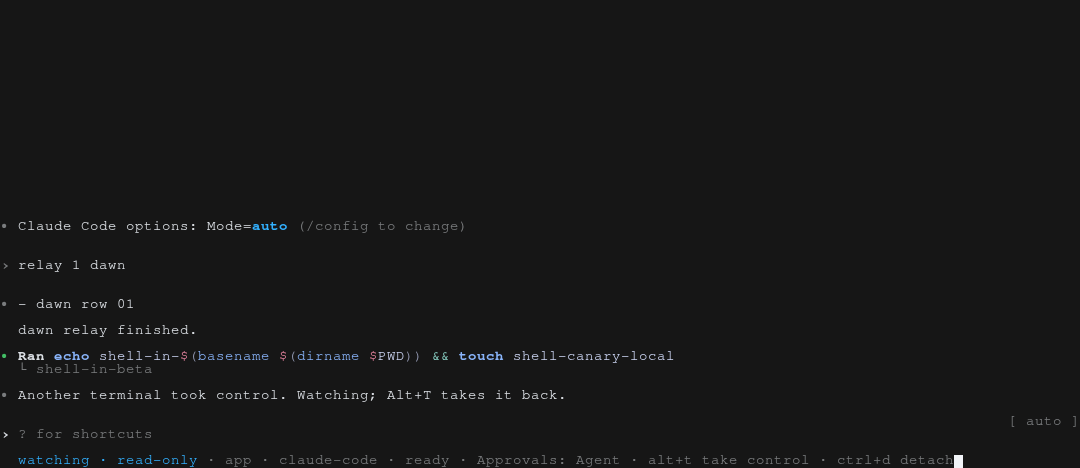 • Claude Code options: Mode=auto (/config to change)
› relay 1 dawn
• - dawn row 01
dawn relay finished.
• Ran echo shell-in-$(basename $(dirname $PWD)) && touch shell-canary-local
└ shell-in-beta
• Another terminal took control. Watching; Alt+T takes it back.
[ auto ]
› ? for shortcuts
watching · read-only · app · claude-code · ready · Approvals: Agent · alt+t take control · ctrl+d detach